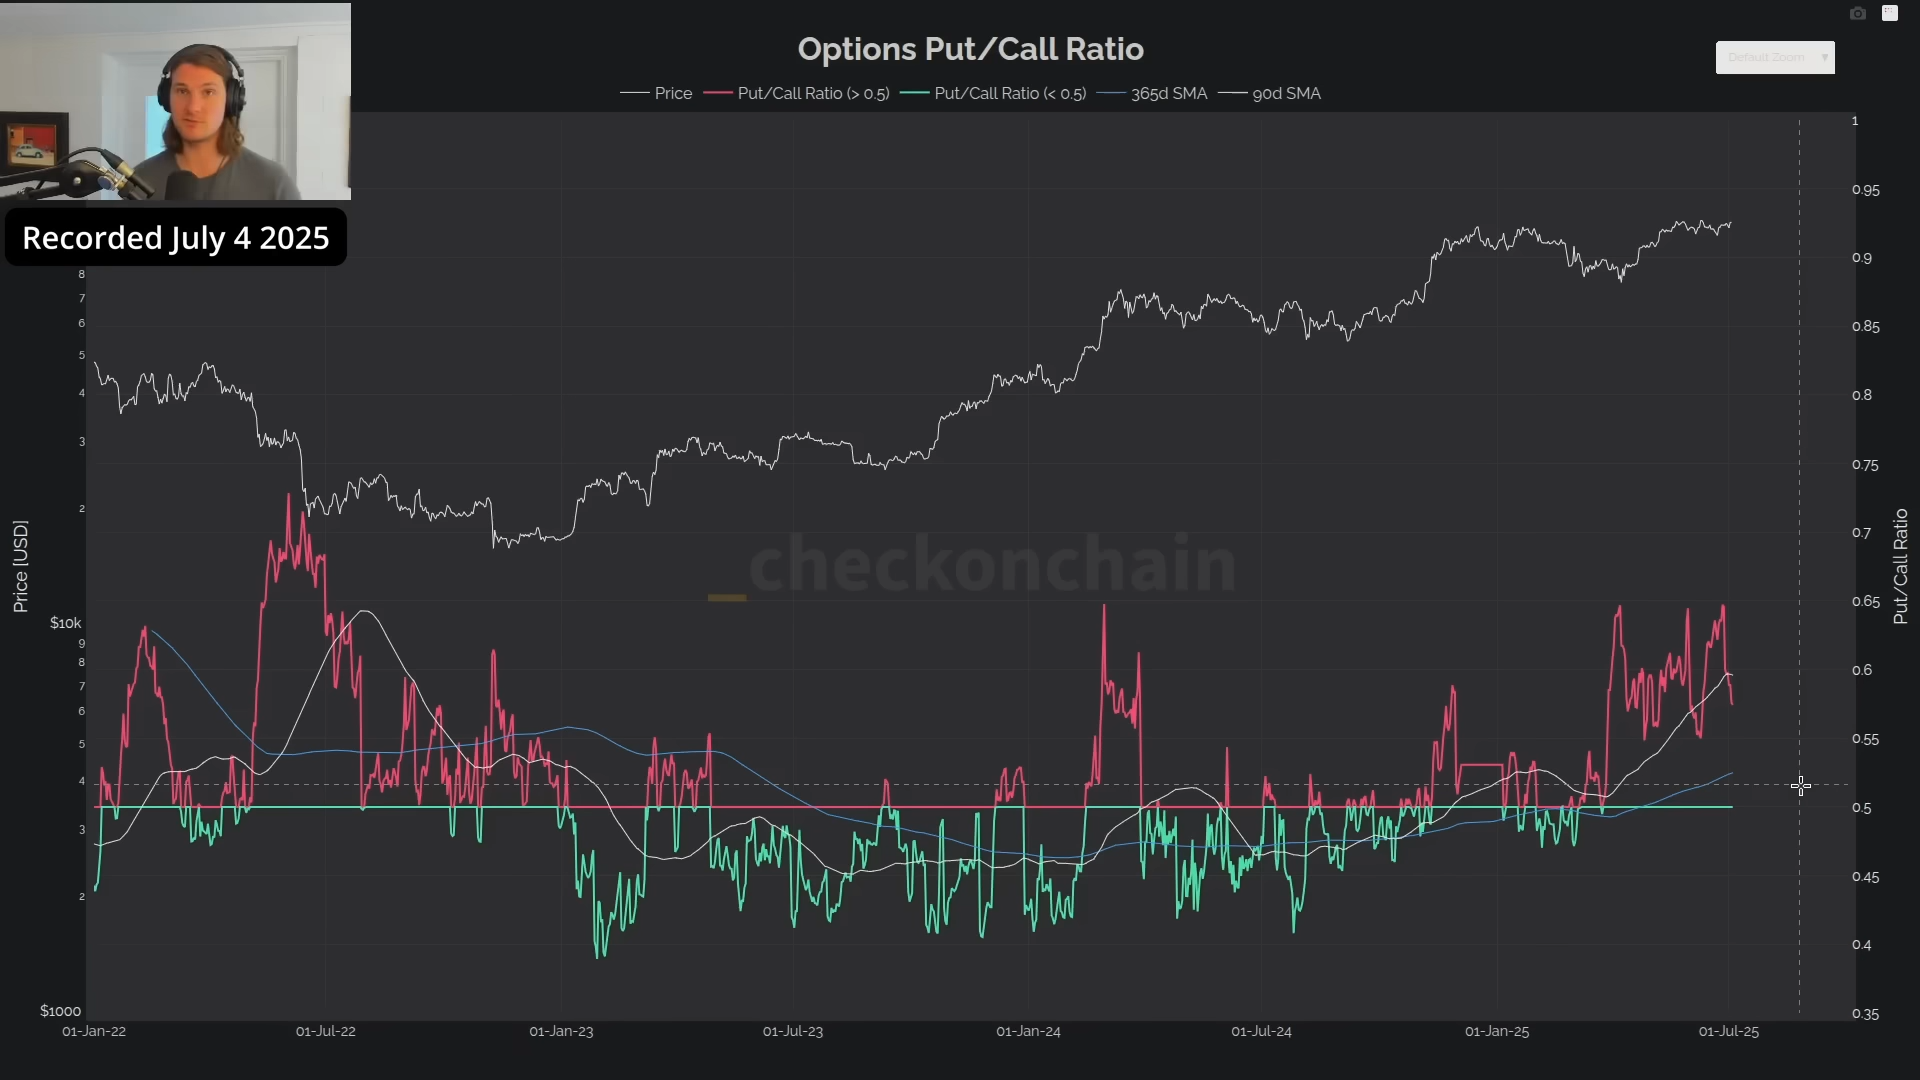 Options Put/Call Ratio
Default Zoom
Price
Put/Call Ratio (> 0.5)
Put/Call Ratio (< 0.5)
365d SMA
90d SMA
Recorded July 4 2025
8
7
6
5
4
3
2
$10k
9
8
7
6
5
4
3
2
$1000
Price [USD]
checkonchain
1
0.95
0.9
0.85
0.8
0.75
0.7
0.65
0.6
0.55
0.5
0.45
0.4
0.35
Put/Call Ratio
01-Jan-22
01-Jul-22
01-Jan-23
01-Jul-23
01-Jan-24
01-Jul-24
01-Jan-25
01-Jul-25